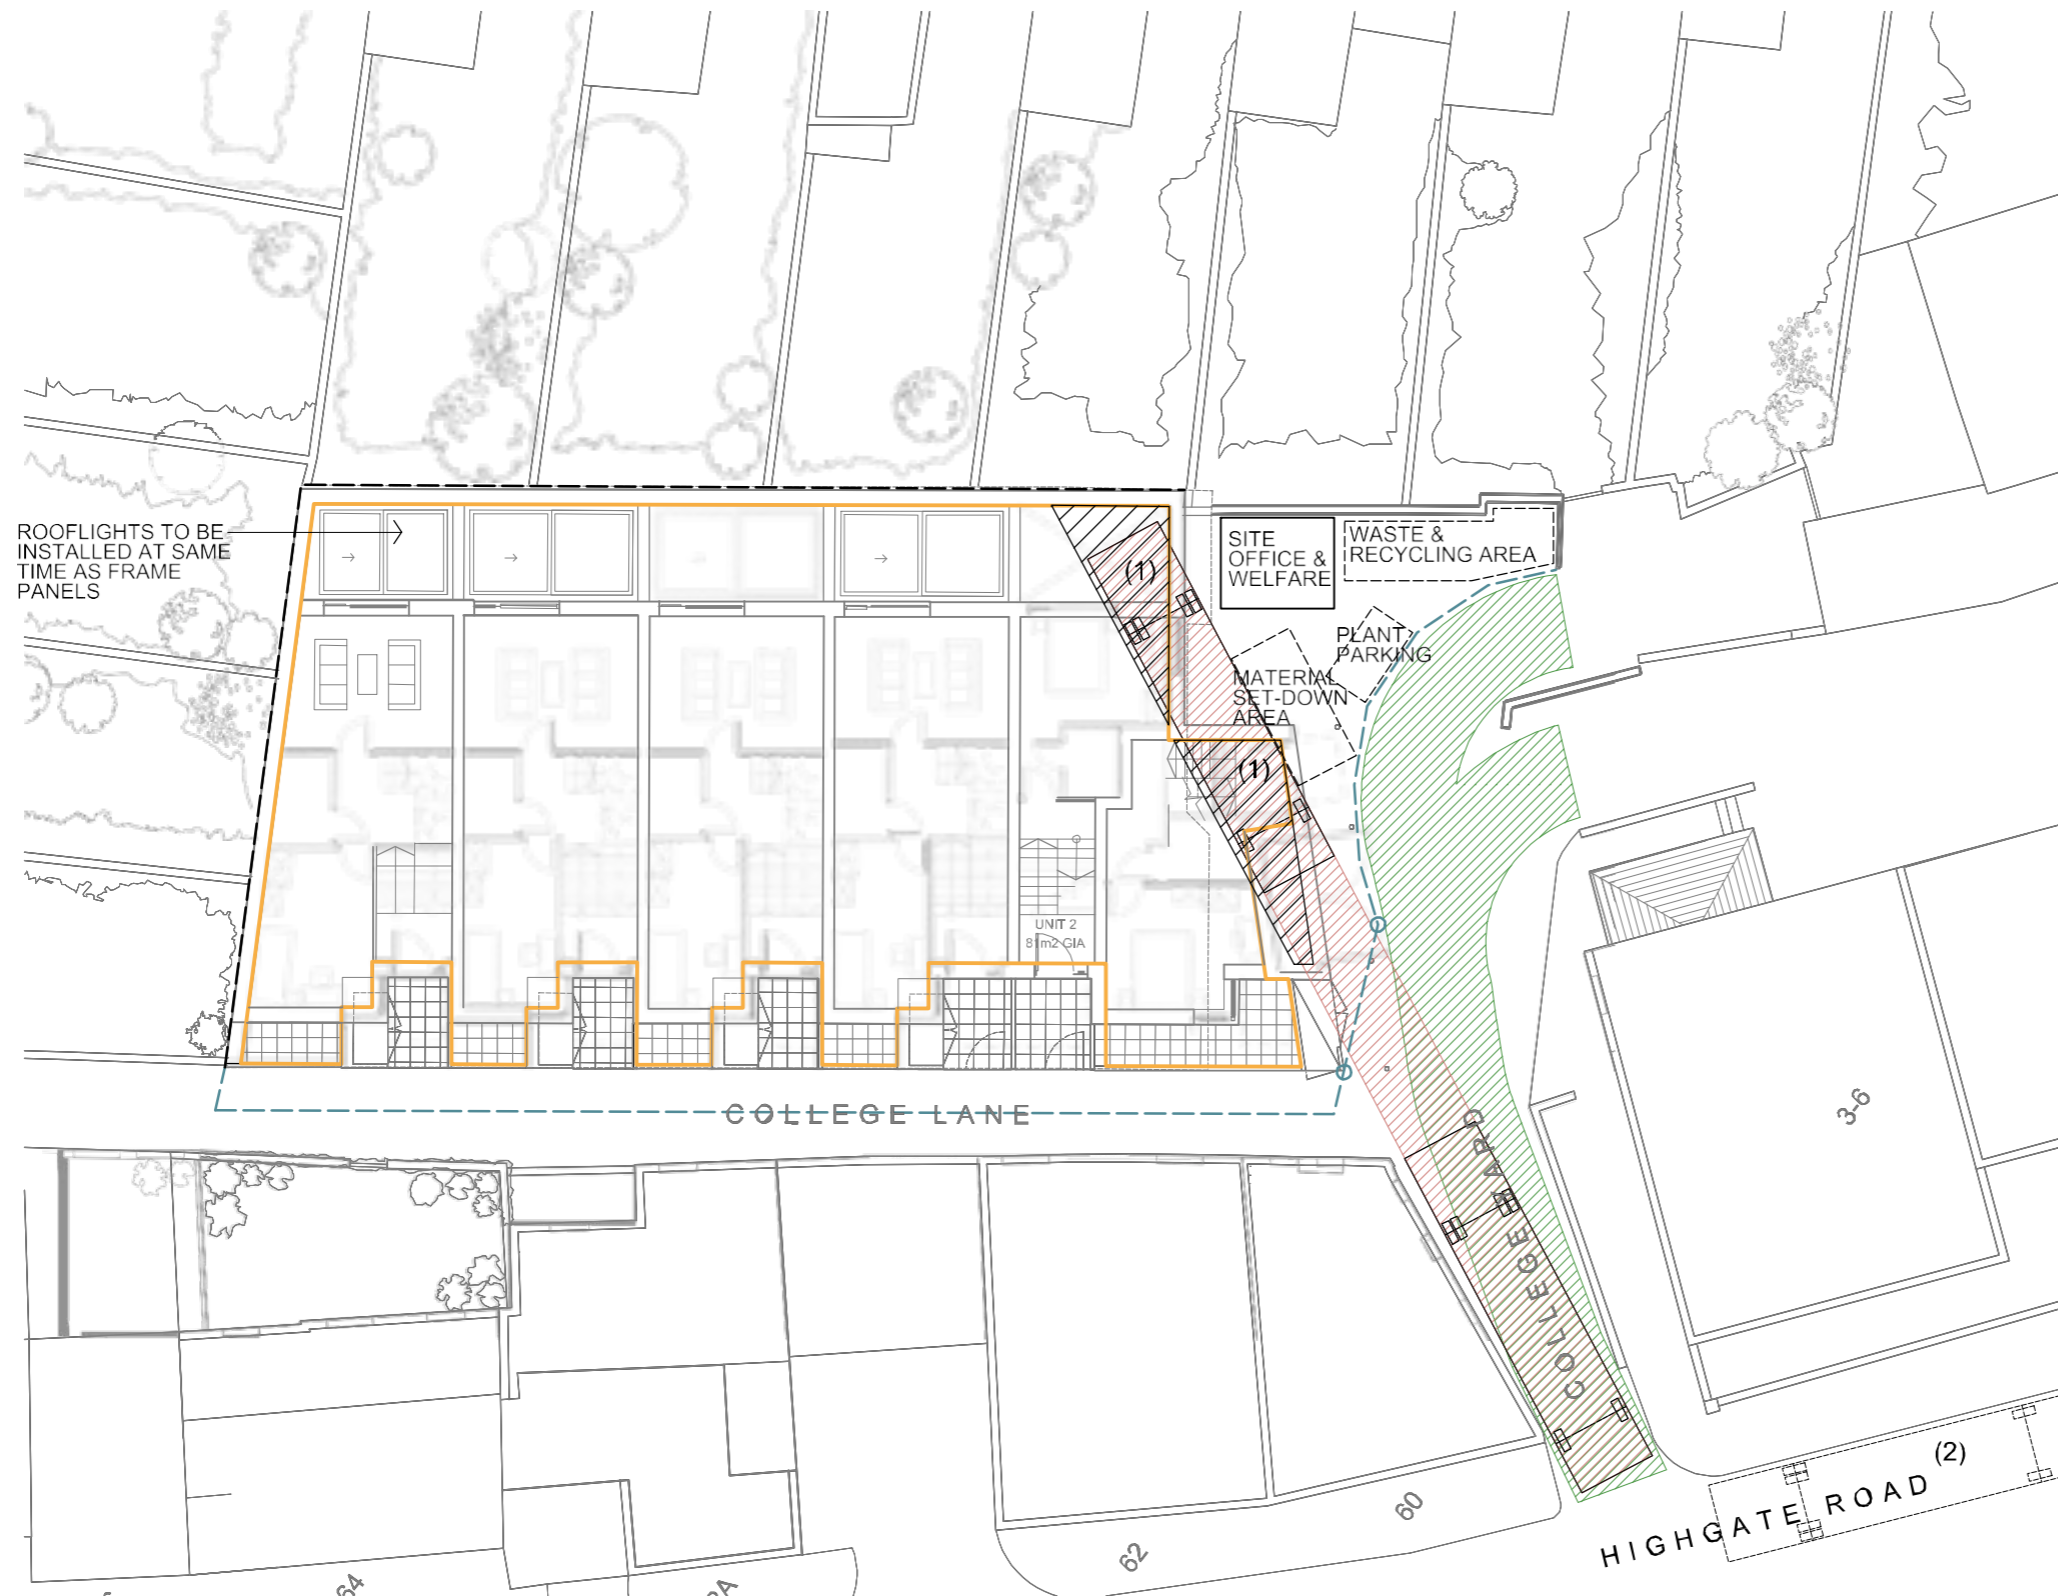 ROOFLIGHTS TO BE
INSTALLED AT SAME
TIME AS FRAME
PANELS
(1)
SITE
OFFICE &
WELFARE
WASTE &
RECYCLING AREA
PLANT
PARKING
MATERIAL
SET-DOWN
AREA
(1)
UNIT 2
81m2 GIA
COLLEGE LANE
COLLEGE YARD
3-6
(2)
HIGHGATE ROAD
60
62
64